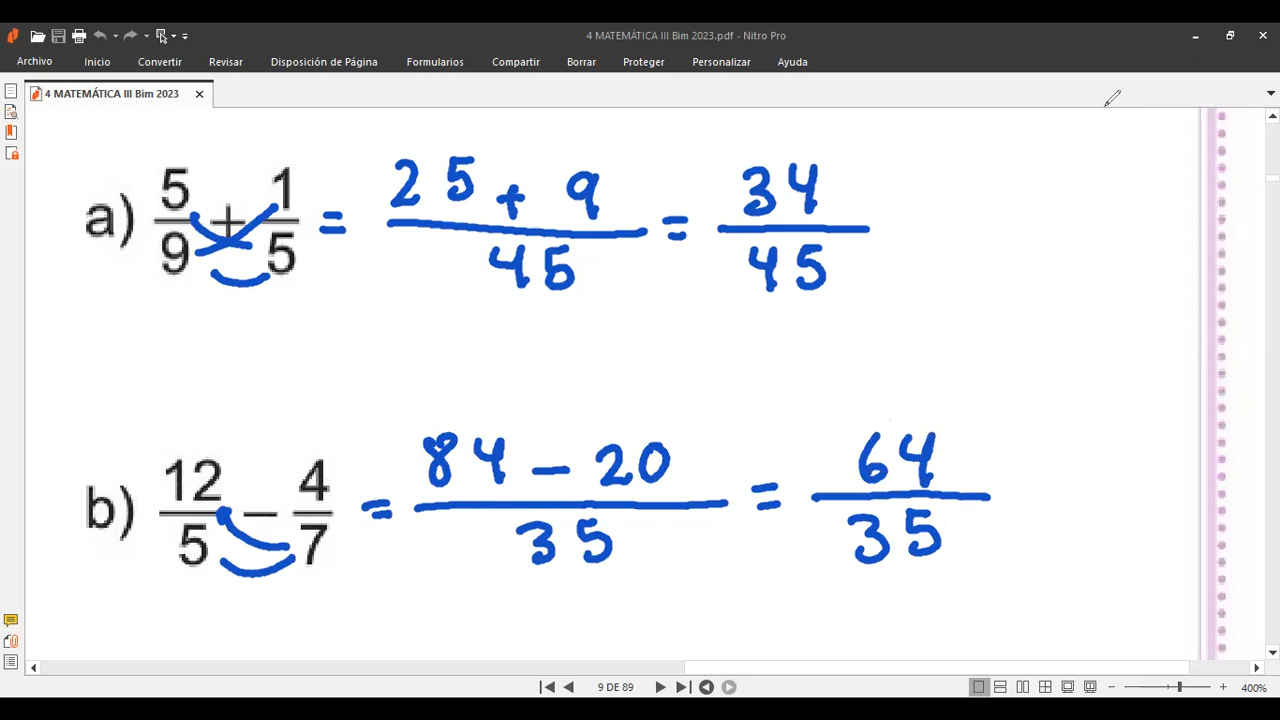 4 MATEMÁTICA III Bim 2023.pdf - Nitro Pro
Archivo Inicio Convertir Revisar Disposición de Página Formularios Compartir Borrar Proteger Personalizar Ayuda
4 MATEMÁTICA III Bim 2023
a) 5/9 + 1/5 = 25 + 9/45 = 34/45
b) 12/5 − 4/7 = 84 − 20/35 = 64/35
9 DE 89
400%